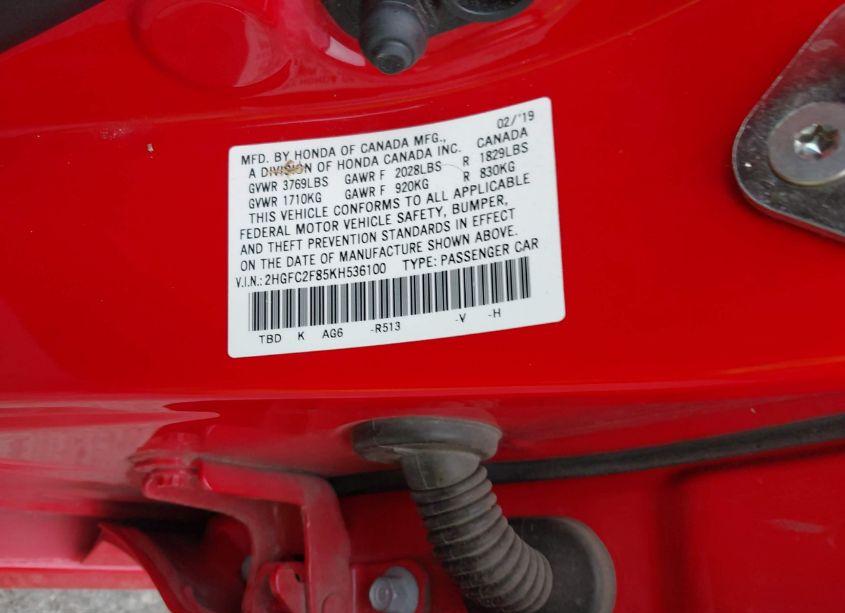 MFD. BY HONDA OF CANADA MFG., 02/'19
A DIVISION OF HONDA CANADA INC. CANADA
GVWR 3769LBS GAWR F 2028LBS R 1829LBS
GVWR 1710KG GAWR F 920KG R 830KG
THIS VEHICLE CONFORMS TO ALL APPLICABLE
FEDERAL MOTOR VEHICLE SAFETY, BUMPER,
AND THEFT PREVENTION STANDARDS IN EFFECT
ON THE DATE OF MANUFACTURE SHOWN ABOVE.
V.I.N.: 2HGFC2F85KH536100 TYPE: PASSENGER CAR
TBD K AG6 -R513 -V -H